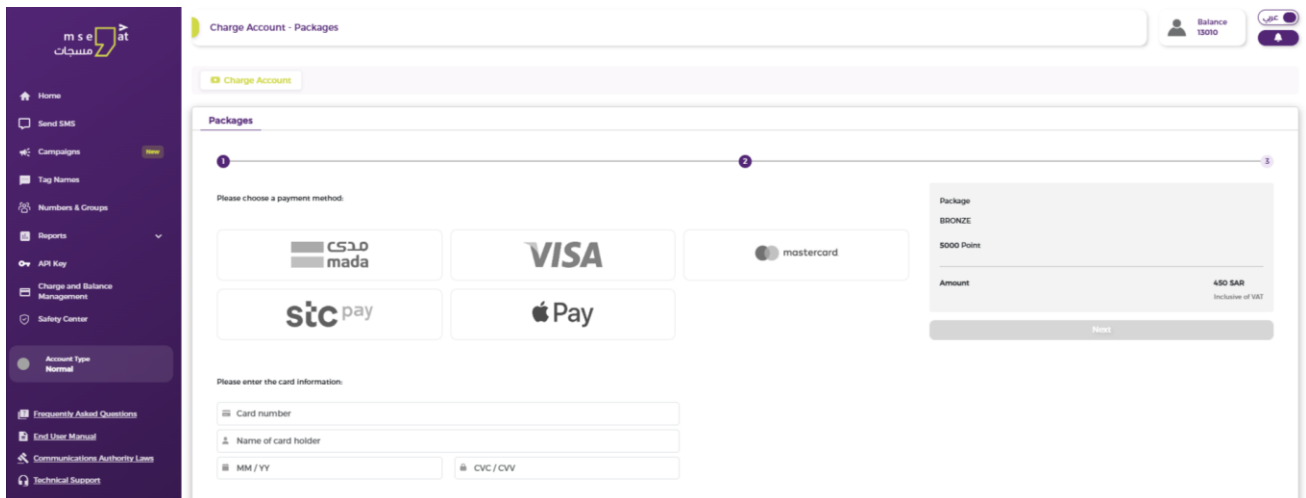 m s e g at
مسجات
Home
Send SMS
Campaigns New
Tag Names
Numbers & Groups
Reports
API Key
Charge and Balance
Management
Safety Center
Account Type
Normal
Frequently Asked Questions
End User Manual
Communications Authority Laws
Technical Support
Charge Account - Packages
Balance
13010
عربي
Charge Account
Packages
1 2 3
Please choose a payment method:
مدى
mada
VISA
mastercard
stc pay
Pay
Please enter the card information:
Card number
Name of card holder
MM / YY
CVC / CVV
Package
BRONZE
5000 Point
Amount 450 SAR
Inclusive of VAT
Next